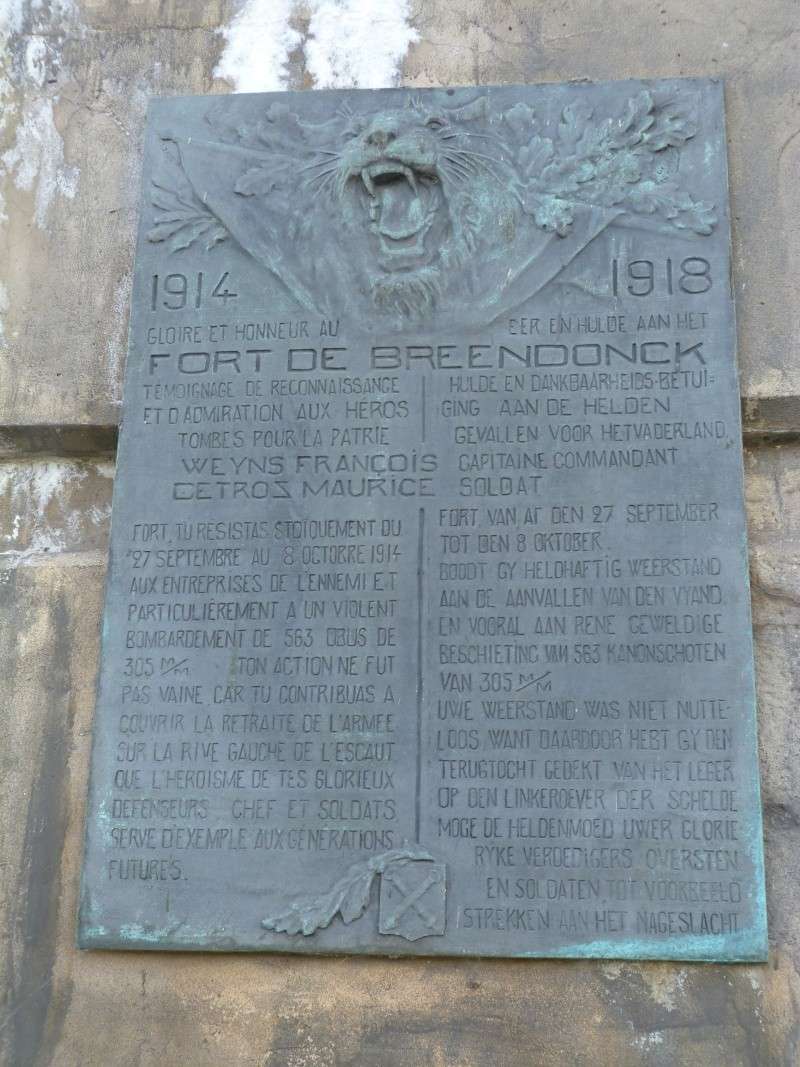 1914
1918
GLOIRE ET HONNEUR AU
EER EN HULDE AAN HET
FORT DE BREENDONCK
TÉMOIGNAGE DE RECONNAISSANCE
ET D'ADMIRATION AUX HÉROS
TOMBÉS POUR LA PATRIE
HULDE EN DANKBAARHEIDS-BETUI-
GING AAN DE HELDEN
GEVALLEN VOOR HETVADERLAND.
WEYNS FRANÇOIS CAPITAINE COMMANDANT
CETROZ MAURICE SOLDAT
FORT, TU RÉSISTAS STOÏQUEMENT DU
27 SEPTEMBRE AU 8 OCTOBRE 1914
AUX ENTREPRISES DE L'ENNEMI ET
PARTICULIÈREMENT A UN VIOLENT
BOMBARDEMENT DE 563 OBUS DE
305 M/M TON ACTION NE FUT
PAS VAINE, CAR TU CONTRIBUAS A
COUVRIR LA RETRAITE DE L'ARMÉE
SUR LA RIVE GAUCHE DE L'ESCAUT
QUE L'HÉROISME DE TES GLORIEUX
DÉFENSEURS, CHEF ET SOLDATS
SERVE D'EXEMPLE AUX GÉNÉRATIONS
FUTURES.
FORT, VAN AF DEN 27 SEPTEMBER
TOT DEN 8 OKTOBER.
BOODT GY HELDHAFTIG WEERSTAND
AAN DE AANVALLEN VAN DEN VYAND
EN VOORAL AAN EENE GEWELDIGE
BESCHIETING VAN 563 KANONSCHOTEN
VAN 305 M/M
UWE WEERSTAND WAS NIET NUTTE-
LOOS, WANT DAARDOOR HEBT GY DEN
TERUGTOCHT GEDEKT VAN HET LEGER
OP DEN LINKEROEVER DER SCHELDE
MOGE DE HELDENMOED UWER GLORIE
RYKE VERDEDIGERS OVERSTEN
EN SOLDATEN, TOT VOORBEELD
STREKKEN AAN HET NAGESLACHT